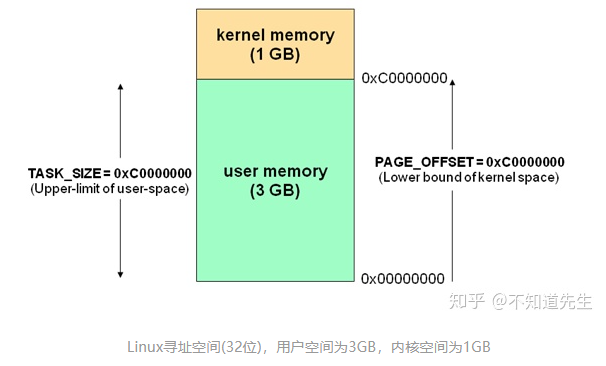 kernel memory
(1 GB)
0xC0000000
TASK_SIZE = 0xC0000000
(Upper-limit of user-space)
user memory
(3 GB)
PAGE_OFFSET = 0xC0000000
(Lower bound of kernel space)
0x00000000
知乎 @不知道先生
Linux寻址空间(32位)，用户空间为3GB，内核空间为1GB